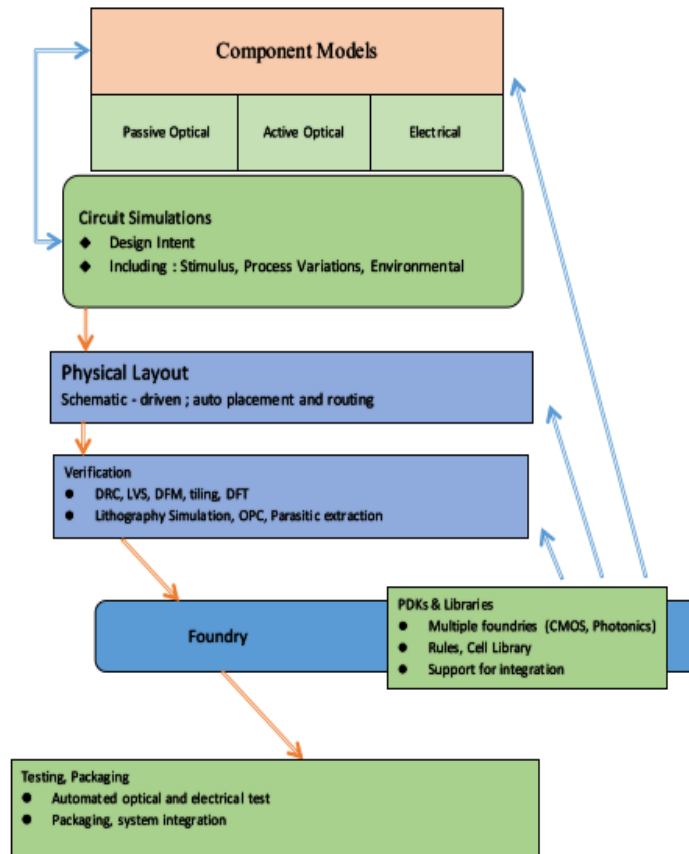 Component Models
Passive Optical
Active Optical
Electrical
Circuit Simulations
◆ Design Intent
◆ Including : Stimulus, Process Variations, Environmental
Physical Layout
Schematic - driven ; auto placement and routing
Verification
● DRC, LVS, DFM, tiling, DFT
● Lithography Simulation, OPC, Parasitic extraction
Foundry
PDKs & Libraries
● Multiple foundries (CMOS, Photonics)
● Rules, Cell Library
● Support for integration
Testing, Packaging
● Automated optical and electrical test
● Packaging, system integration